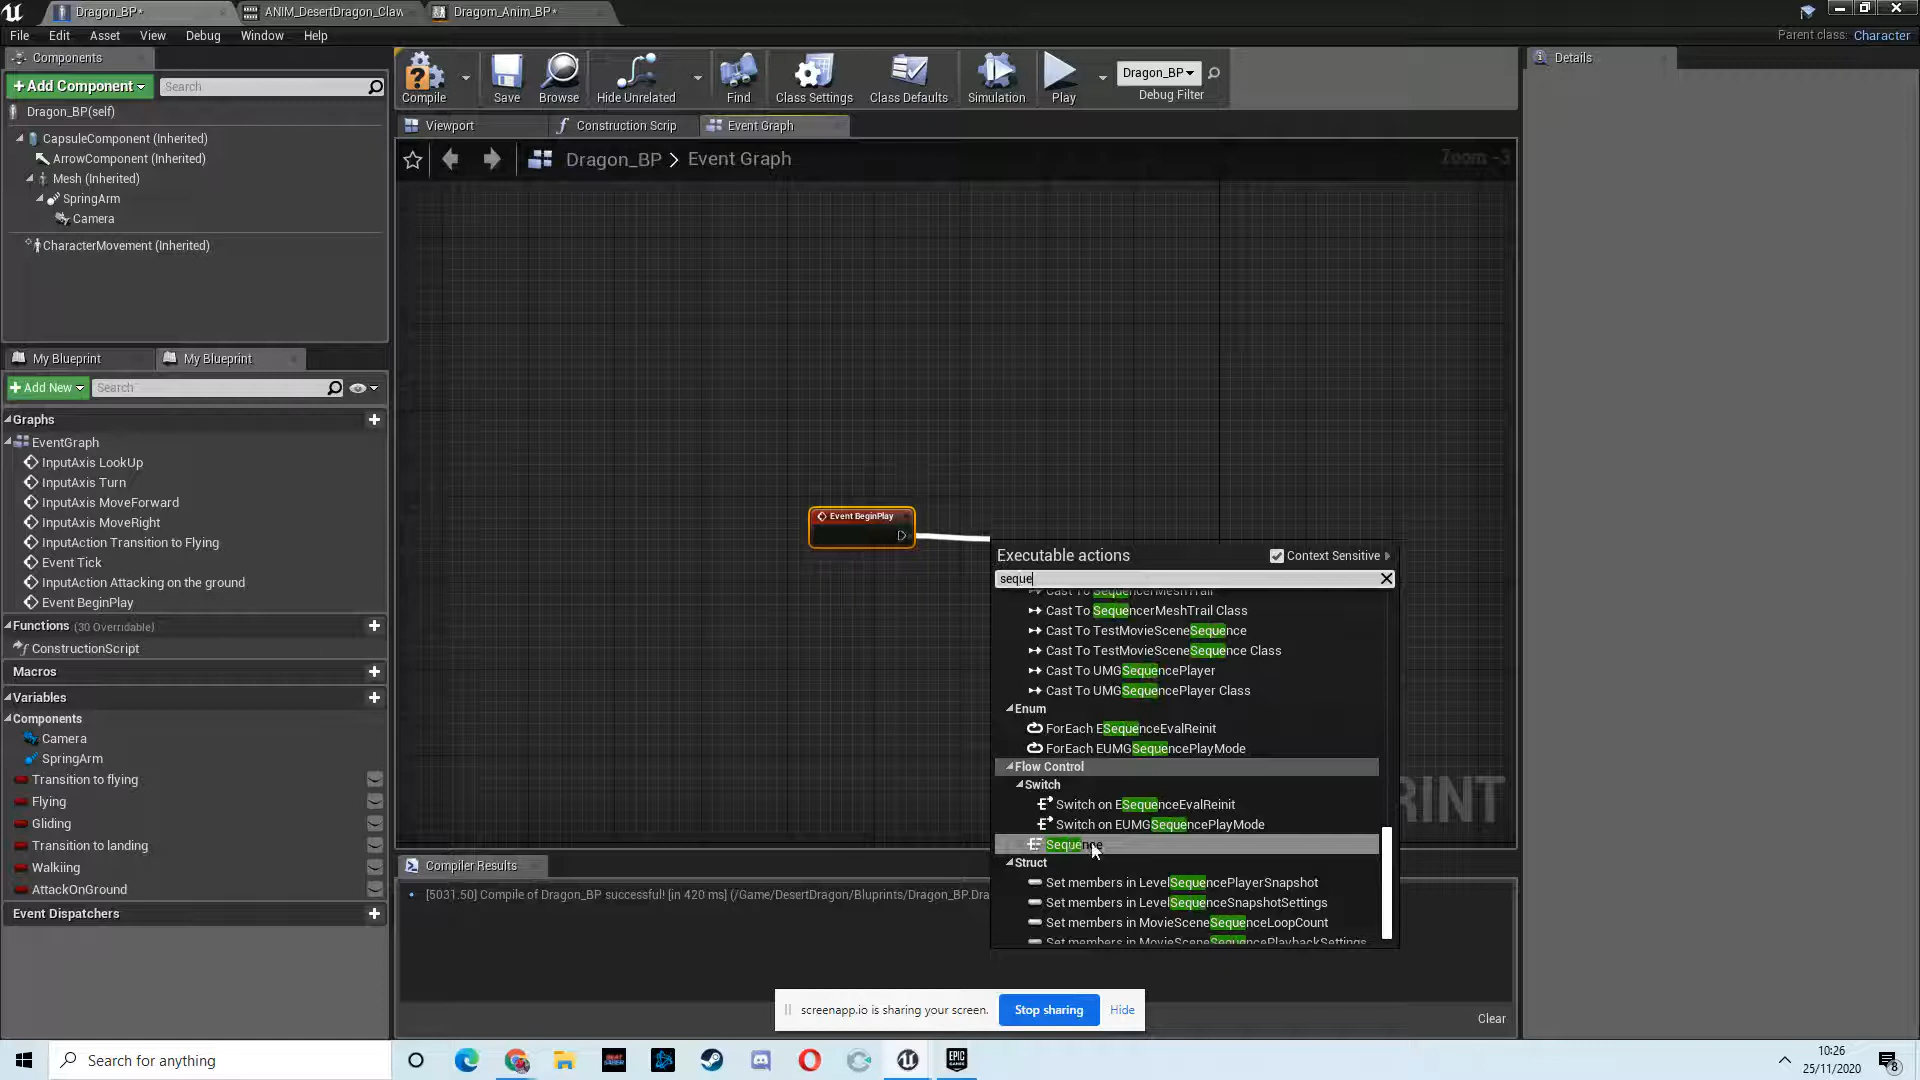 Dragon_BP*
ANIM_DesertDragon_Claw
Dragom_Anim_BP*
File Edit Asset View Debug Window Help
Parent class: Character
Components
+Add Component
Search
Dragon_BP(self)
CapsuleComponent (Inherited)
ArrowComponent (Inherited)
Mesh (Inherited)
SpringArm
Camera
CharacterMovement (Inherited)
Compile
Save
Browse
Hide Unrelated
Find
Class Settings
Class Defaults
Simulation
Play
Dragon_BP
Debug Filter
Details
Viewport
Construction Scrip
Event Graph
Dragon_BP > Event Graph
Zoom -3
Event BeginPlay
Executable actions
Context Sensitive
seque
Cast To SequencerMeshTrail
Cast To SequencerMeshTrail Class
Cast To TestMovieSceneSequence
Cast To TestMovieSceneSequence Class
Cast To UMGSequencePlayer
Cast To UMGSequencePlayer Class
Enum
ForEach ESequenceEvalReinit
ForEach EUMGSequencePlayMode
Flow Control
Switch
Switch on ESequenceEvalReinit
Switch on EUMGSequencePlayMode
Sequence
Struct
Set members in LevelSequencePlayerSnapshot
Set members in LevelSequenceSnapshotSettings
Set members in MovieSceneSequenceLoopCount
Set members in MovieSceneSequencePlaybackSettings
RINT
My Blueprint
My Blueprint
+Add New
Search
Graphs
EventGraph
InputAxis LookUp
InputAxis Turn
InputAxis MoveForward
InputAxis MoveRight
InputAction Transition to Flying
Event Tick
InputAction Attacking on the ground
Event BeginPlay
Functions (30 Overridable)
ConstructionScript
Macros
Variables
Components
Camera
SpringArm
Transition to flying
Flying
Gliding
Transition to landing
Walkiing
AttackOnGround
Event Dispatchers
Compiler Results
[5031.50] Compile of Dragon_BP successful! [in 420 ms] (/Game/DesertDragon/Bluprints/Dragon_BP.Dra
Clear
screenapp.io is sharing your screen.
Stop sharing
Hide
Search for anything
EPIC
GAMES
10:26
25/11/2020
8